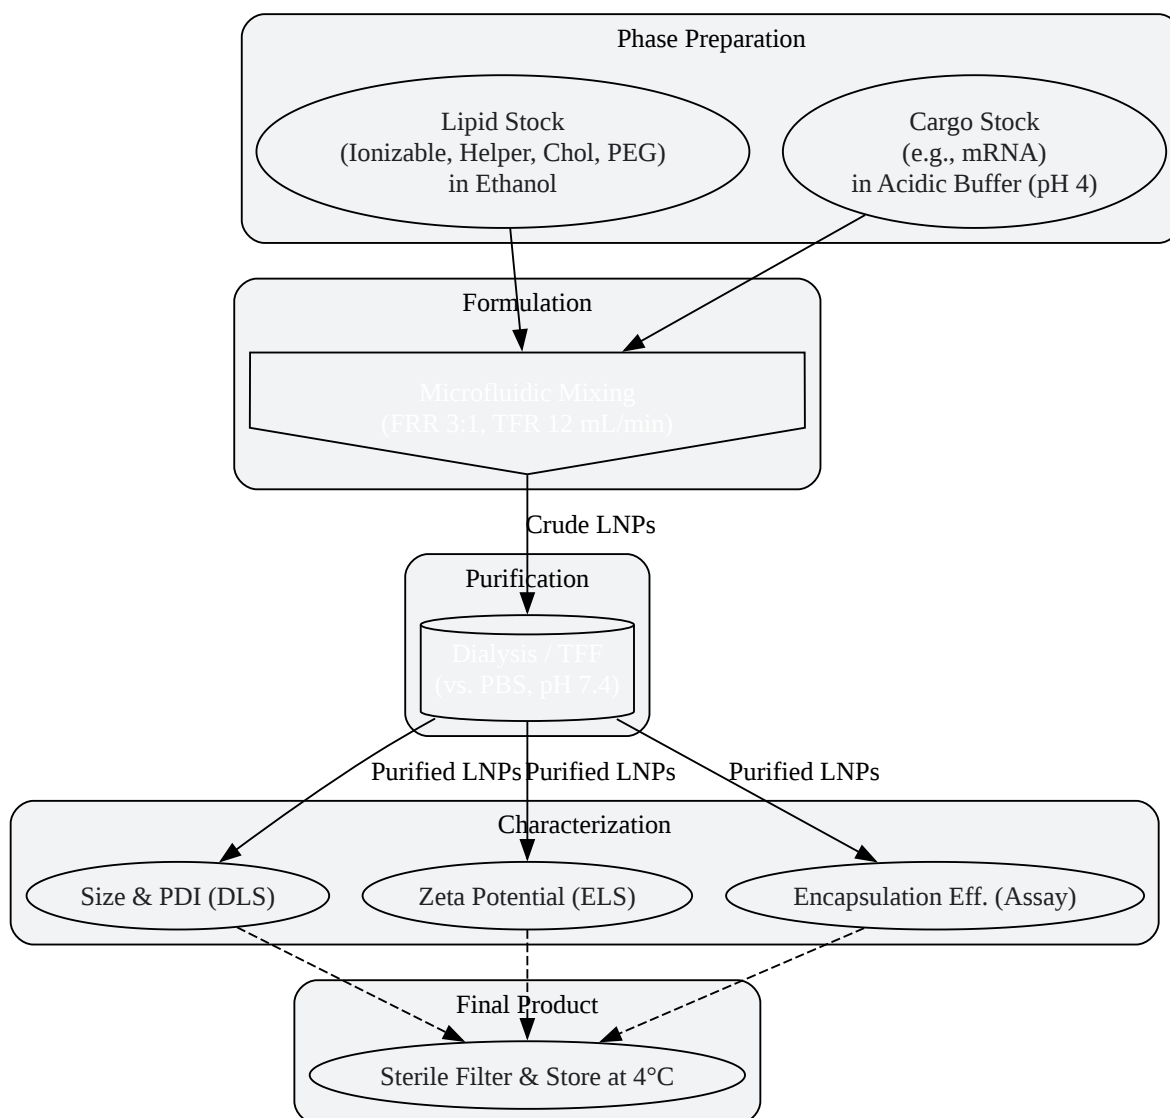 Phase Preparation
Lipid Stock
(Ionizable, Helper, Chol, PEG)
in Ethanol
Cargo Stock
(e.g., mRNA)
in Acidic Buffer (pH 4)
Formulation
Microfluidic Mixing
(FRR 3:1, TFR 12 mL/min)
Crude LNPs
Purification
Dialysis / TFF
(vs. PBS, pH 7.4)
Purified LNPs
Purified LNPs
Purified LNPs
Characterization
Size & PDI (DLS)
Zeta Potential (ELS)
Encapsulation Eff. (Assay)
Final Product
Sterile Filter & Store at 4°C